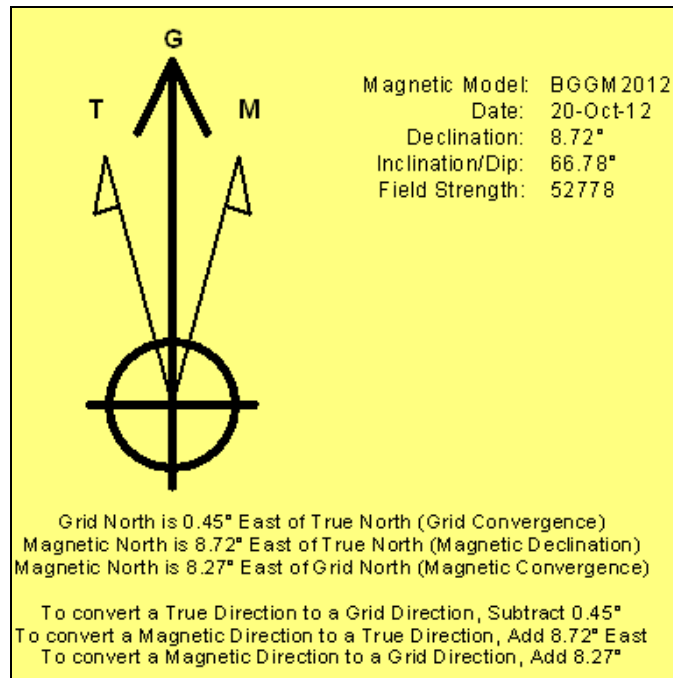 G
T M
Magnetic Model: BGGM2012
Date: 20-Oct-12
Declination: 8.72°
Inclination/Dip: 66.78°
Field Strength: 52778
Grid North is 0.45° East of True North (Grid Convergence)
Magnetic North is 8.72° East of True North (Magnetic Declination)
Magnetic North is 8.27° East of Grid North (Magnetic Convergence)
To convert a True Direction to a Grid Direction, Subtract 0.45°
To convert a Magnetic Direction to a True Direction, Add 8.72° East
To convert a Magnetic Direction to a Grid Direction, Add 8.27°